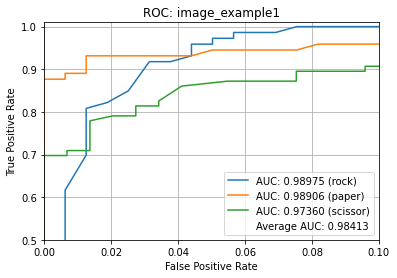 ROC: image_example1
True Positive Rate
1.0
0.9
0.8
0.7
0.6
0.5
AUC: 0.98975 (rock)
AUC: 0.98906 (paper)
AUC: 0.97360 (scissor)
Average AUC: 0.98413
0.00 0.02 0.04 0.06 0.08 0.10
False Positive Rate